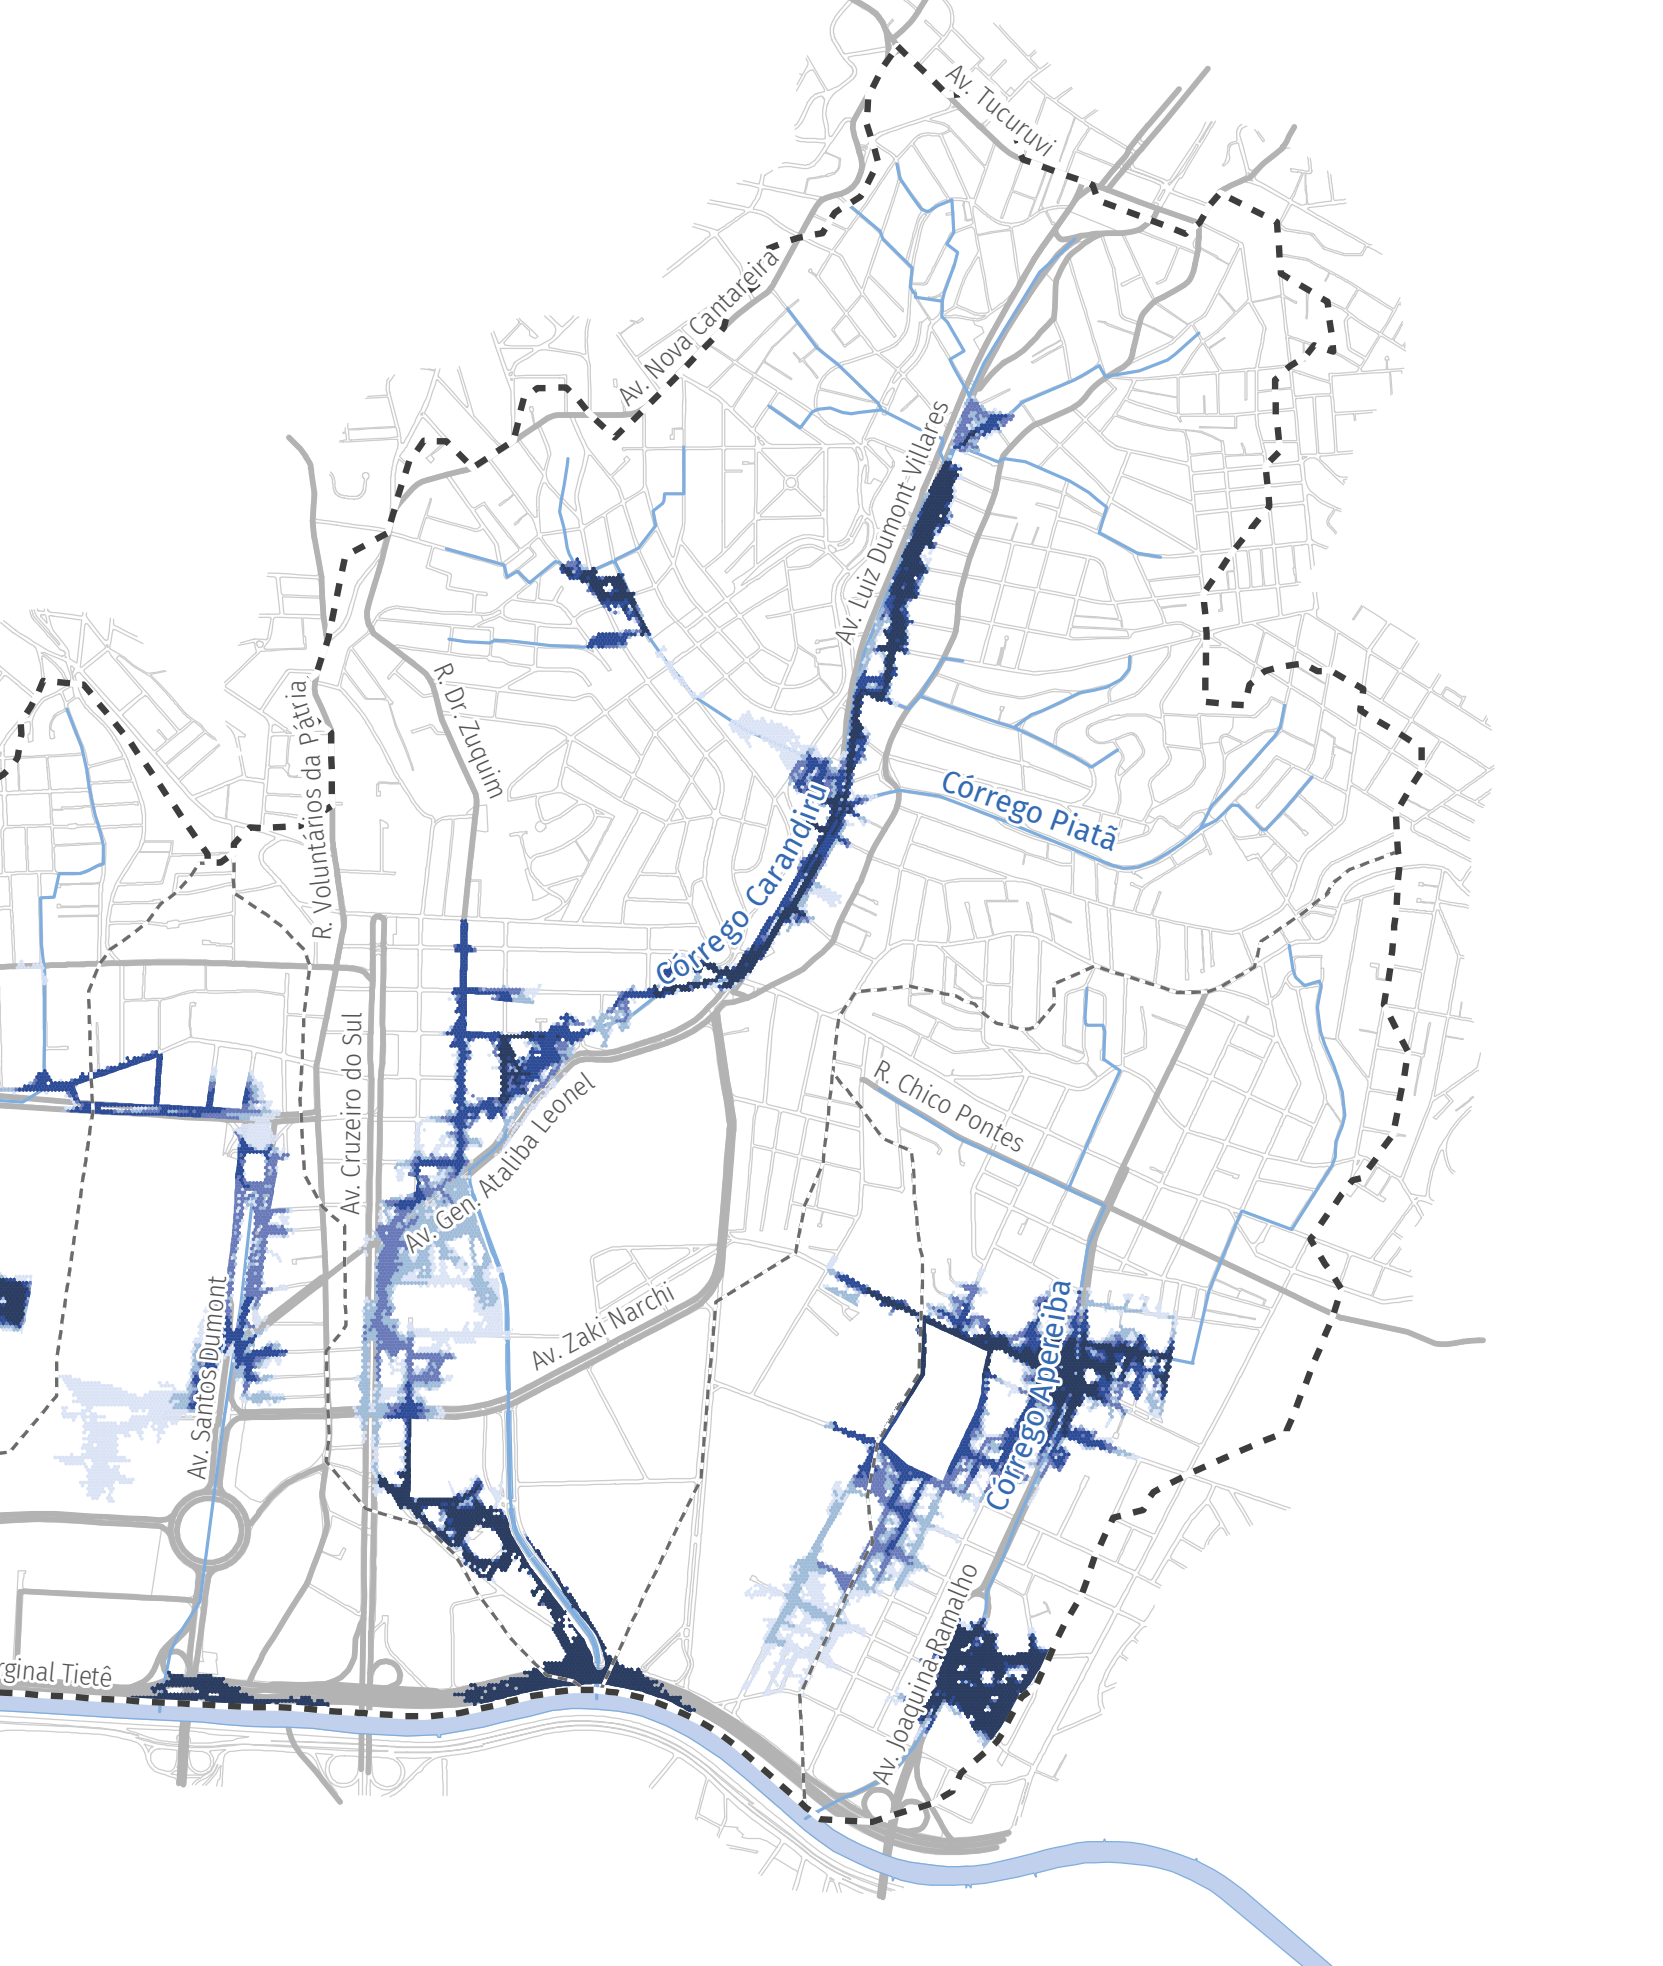 Av. Tucuruvi
Av. Nova Cantareira
Av. Luiz Dumont Villares
R. Dr. Zuquim
R. Voluntários da Pátria
Córrego Piatã
Córrego Carandiru
Av. Cruzeiro do Sul
R. Chico Pontes
Av. Gen. Ataliba Leonel
Av. Zaki Narchi
Av. Santos Dumont
Córrego Apereiba
Av. Joaquina Ramalho
rginal Tietê